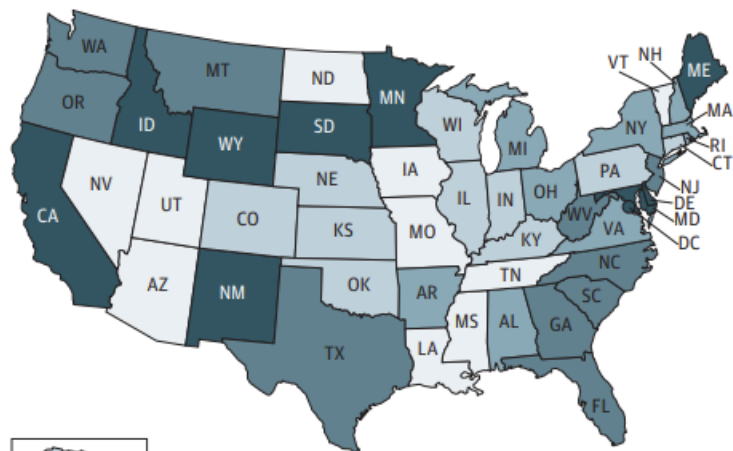 WA
MT
ND
MN
VT
NH
ME
OR
ID
WY
SD
WI
MI
NY
MA
RI
CT
NV
UT
CO
NE
IA
IL
IN
OH
PA
NJ
DE
MD
DC
CA
AZ
NM
KS
MO
KY
WV
VA
OK
AR
TN
NC
SC
TX
LA
MS
AL
GA
FL